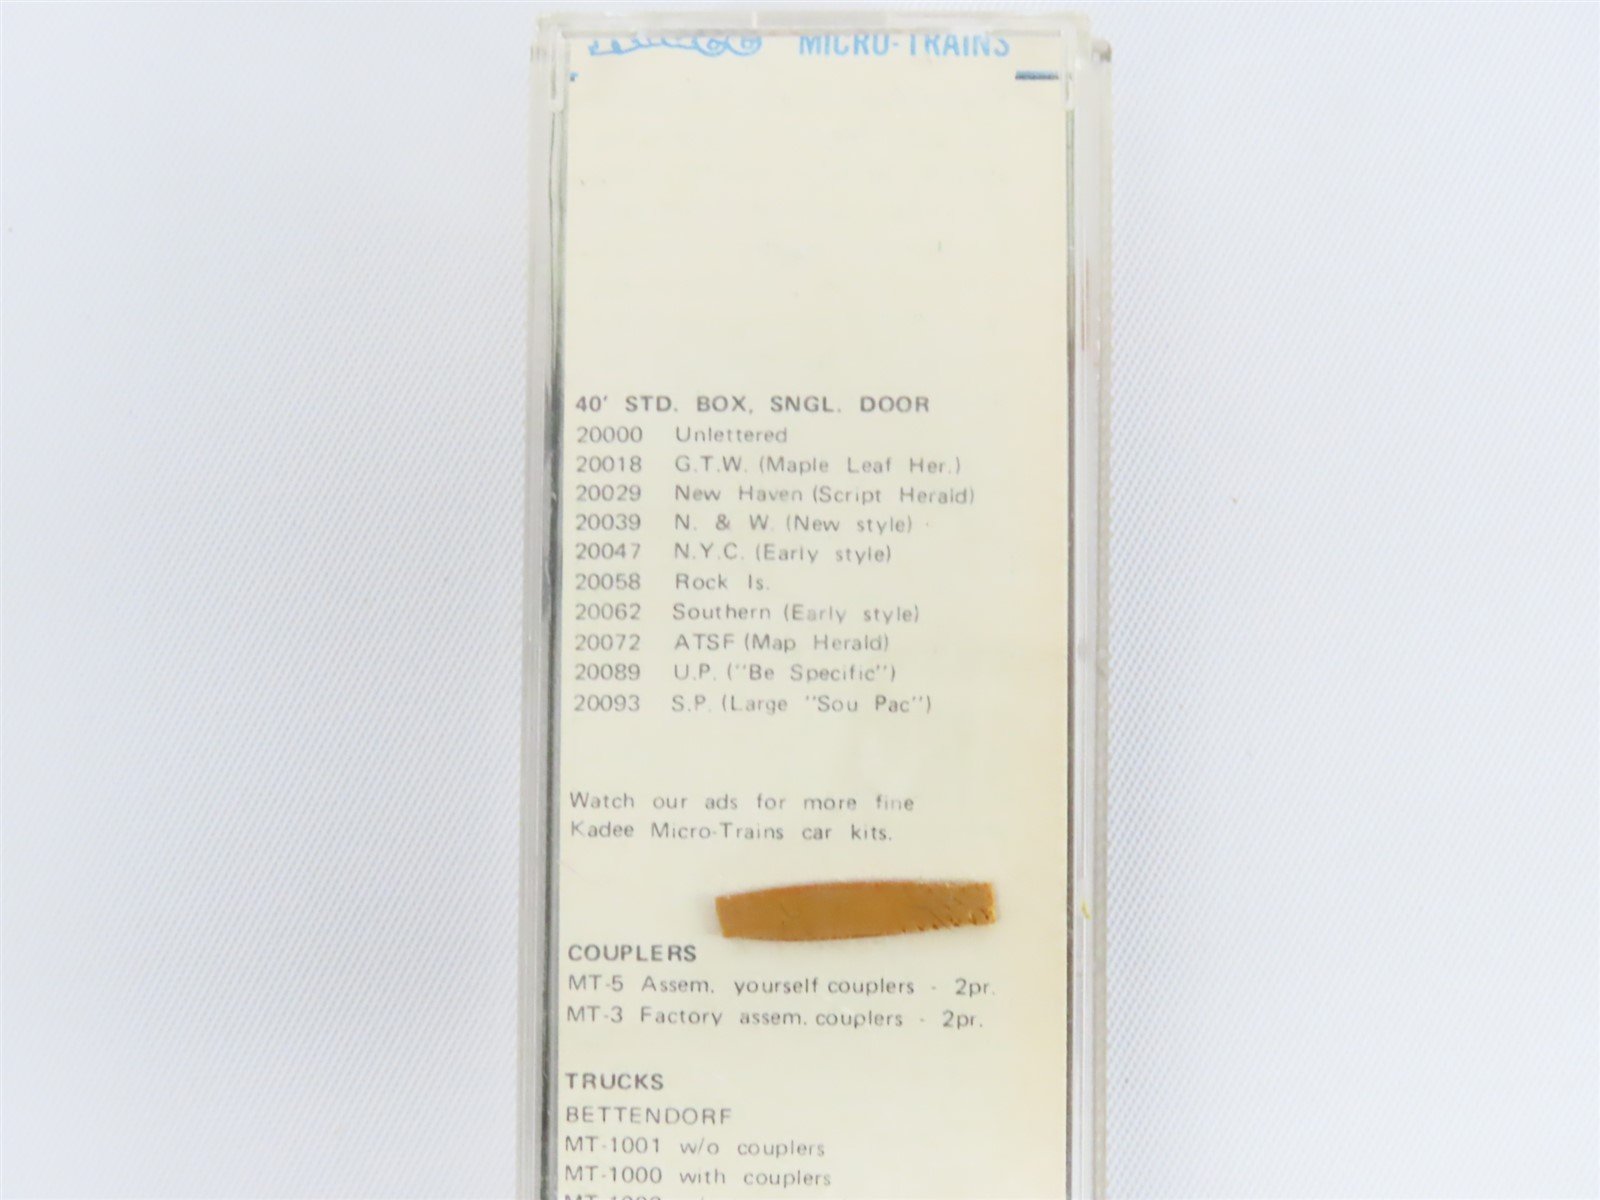 MICRO-TRAINS
40' STD. BOX, SNGL. DOOR
20000 Unlettered
20018 G.T.W. (Maple Leaf Her.)
20029 New Haven (Script Herald)
20039 N. & W. (New style)
20047 N.Y.C. (Early style)
20058 Rock Is.
20062 Southern (Early style)
20072 ATSF (Map Herald)
20089 U.P. ("Be Specific")
20093 S.P. (Large "Sou Pac")
Watch our ads for more fine
Kadee Micro-Trains car kits.
COUPLERS
MT-5 Assem. yourself couplers - 2pr.
MT-3 Factory assem. couplers - 2pr.
TRUCKS
BETTENDORF
MT-1001 w/o couplers
MT-1000 with couplers